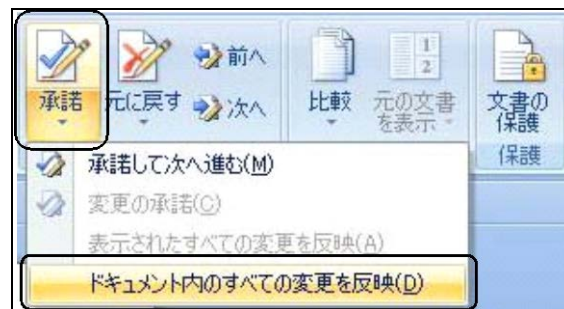 承諾
元に戻す
前へ
次へ
比較
1
2
元の文書
を表示
文書の
保護
保護
承諾して次へ進む(M)
変更の承諾(C)
表示されたすべての変更を反映(A)
ドキュメント内のすべての変更を反映(D)